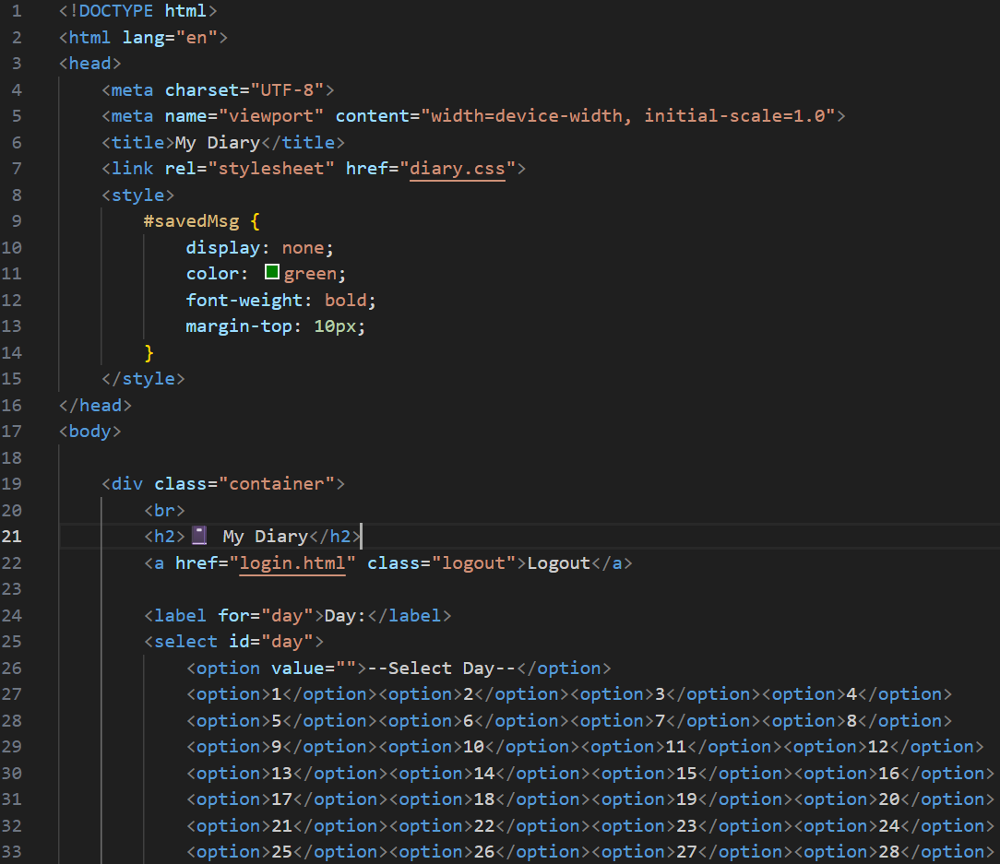 1 <!DOCTYPE html>
2 <html lang="en">
3 <head>
4     <meta charset="UTF-8">
5     <meta name="viewport" content="width=device-width, initial-scale=1.0">
6     <title>My Diary</title>
7     <link rel="stylesheet" href="diary.css">
8     <style>
9         #savedMsg {
10             display: none;
11             color: green;
12             font-weight: bold;
13             margin-top: 10px;
14         }
15     </style>
16 </head>
17 <body>
18
19     <div class="container">
20         <br>
21         <h2>📓 My Diary</h2>
22         <a href="login.html" class="logout">Logout</a>
23
24         <label for="day">Day:</label>
25         <select id="day">
26             <option value="">--Select Day--</option>
27             <option>1</option><option>2</option><option>3</option><option>4</option>
28             <option>5</option><option>6</option><option>7</option><option>8</option>
29             <option>9</option><option>10</option><option>11</option><option>12</option>
30             <option>13</option><option>14</option><option>15</option><option>16</option>
31             <option>17</option><option>18</option><option>19</option><option>20</option>
32             <option>21</option><option>22</option><option>23</option><option>24</option>
33             <option>25</option><option>26</option><option>27</option><option>28</option>